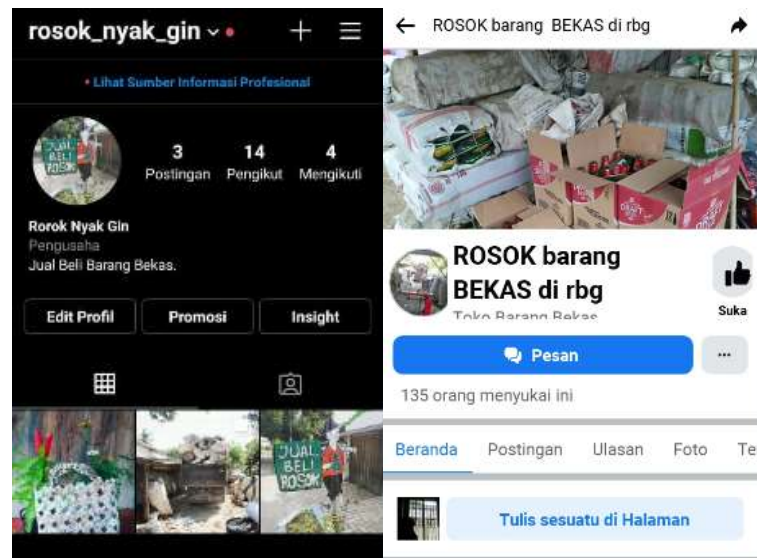 rosok_nyak_gin
Lihat Sumber Informasi Profesional
3 14 4
Postingan Pengikut Mengikuti
Rorok Nyak Gin
Pengusaha
Jual Beli Barang Bekas.
Edit Profil Promosi Insight
JUAL
BELI
ROSOK
ROSOK barang BEKAS di rbg
ROSOK barang
BEKAS di rbg
Toko Barang Bekas
Suka
Pesan
135 orang menyukai ini
Beranda Postingan Ulasan Foto Te
Tulis sesuatu di Halaman